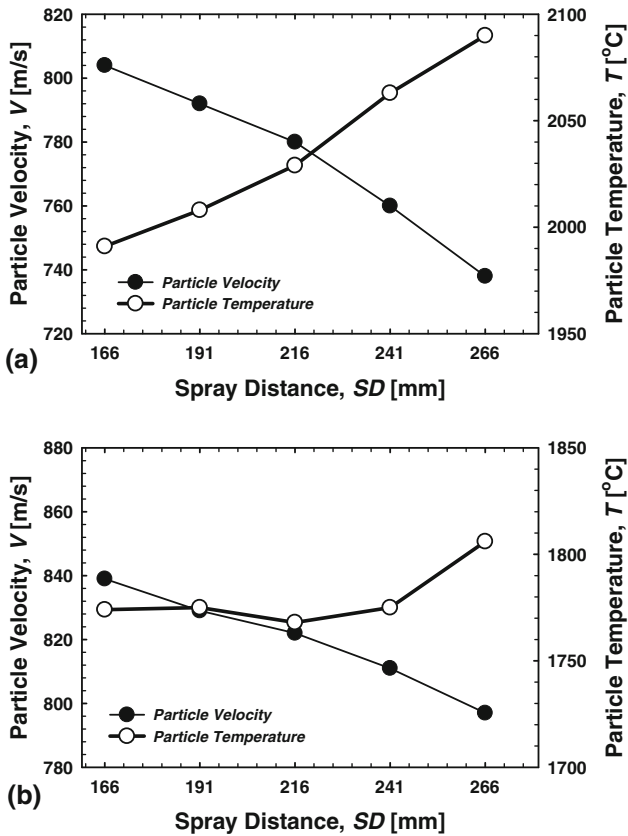 820
800
780
760
740
720
Particle Velocity, V [m/s]
2100
2050
2000
1950
Particle Temperature, T [°C]
Particle Velocity
Particle Temperature
166 191 216 241 266
(a)
Spray Distance, SD [mm]
880
860
840
820
800
780
Particle Velocity, V [m/s]
1850
1800
1750
1700
Particle Temperature, T [°C]
Particle Velocity
Particle Temperature
166 191 216 241 266
(b)
Spray Distance, SD [mm]